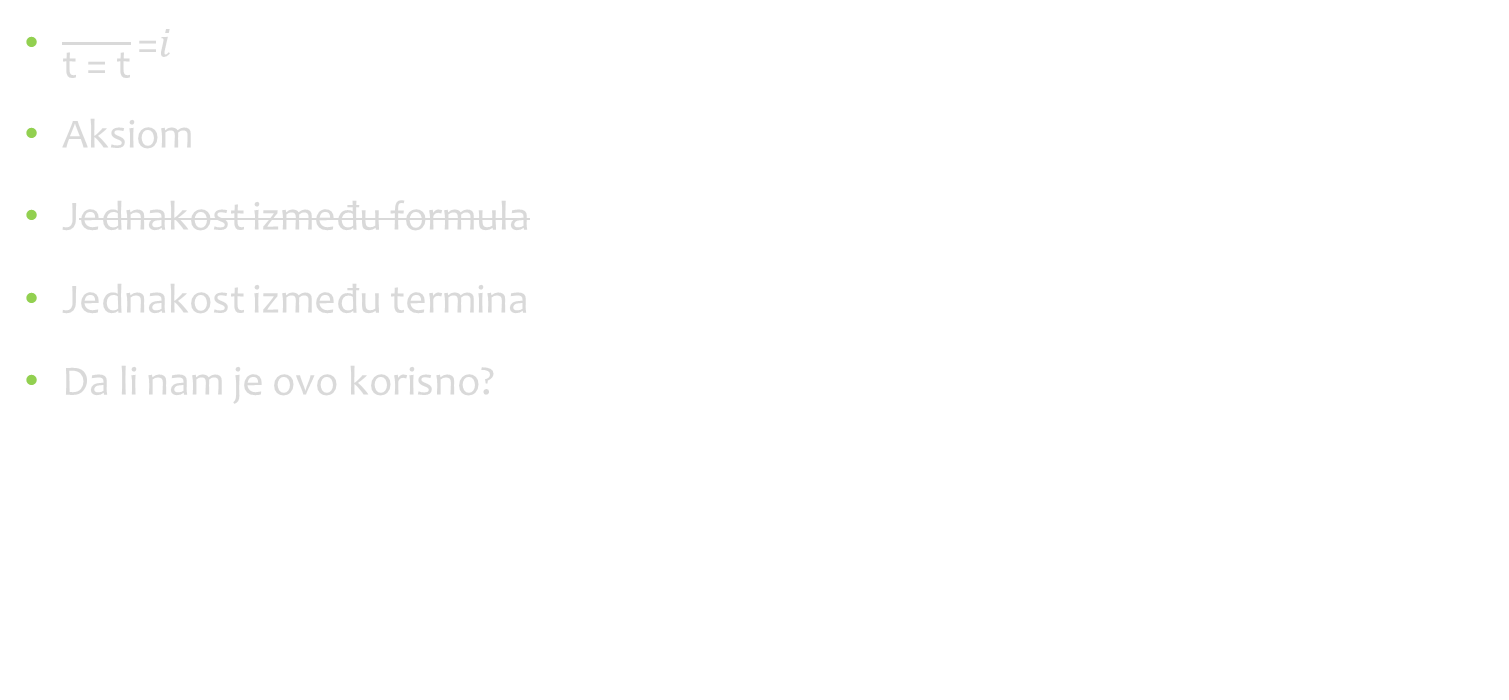 • t = t =i
• Aksiom
• Jednakost između formula
• Jednakost između termina
• Da li nam je ovo korisno?